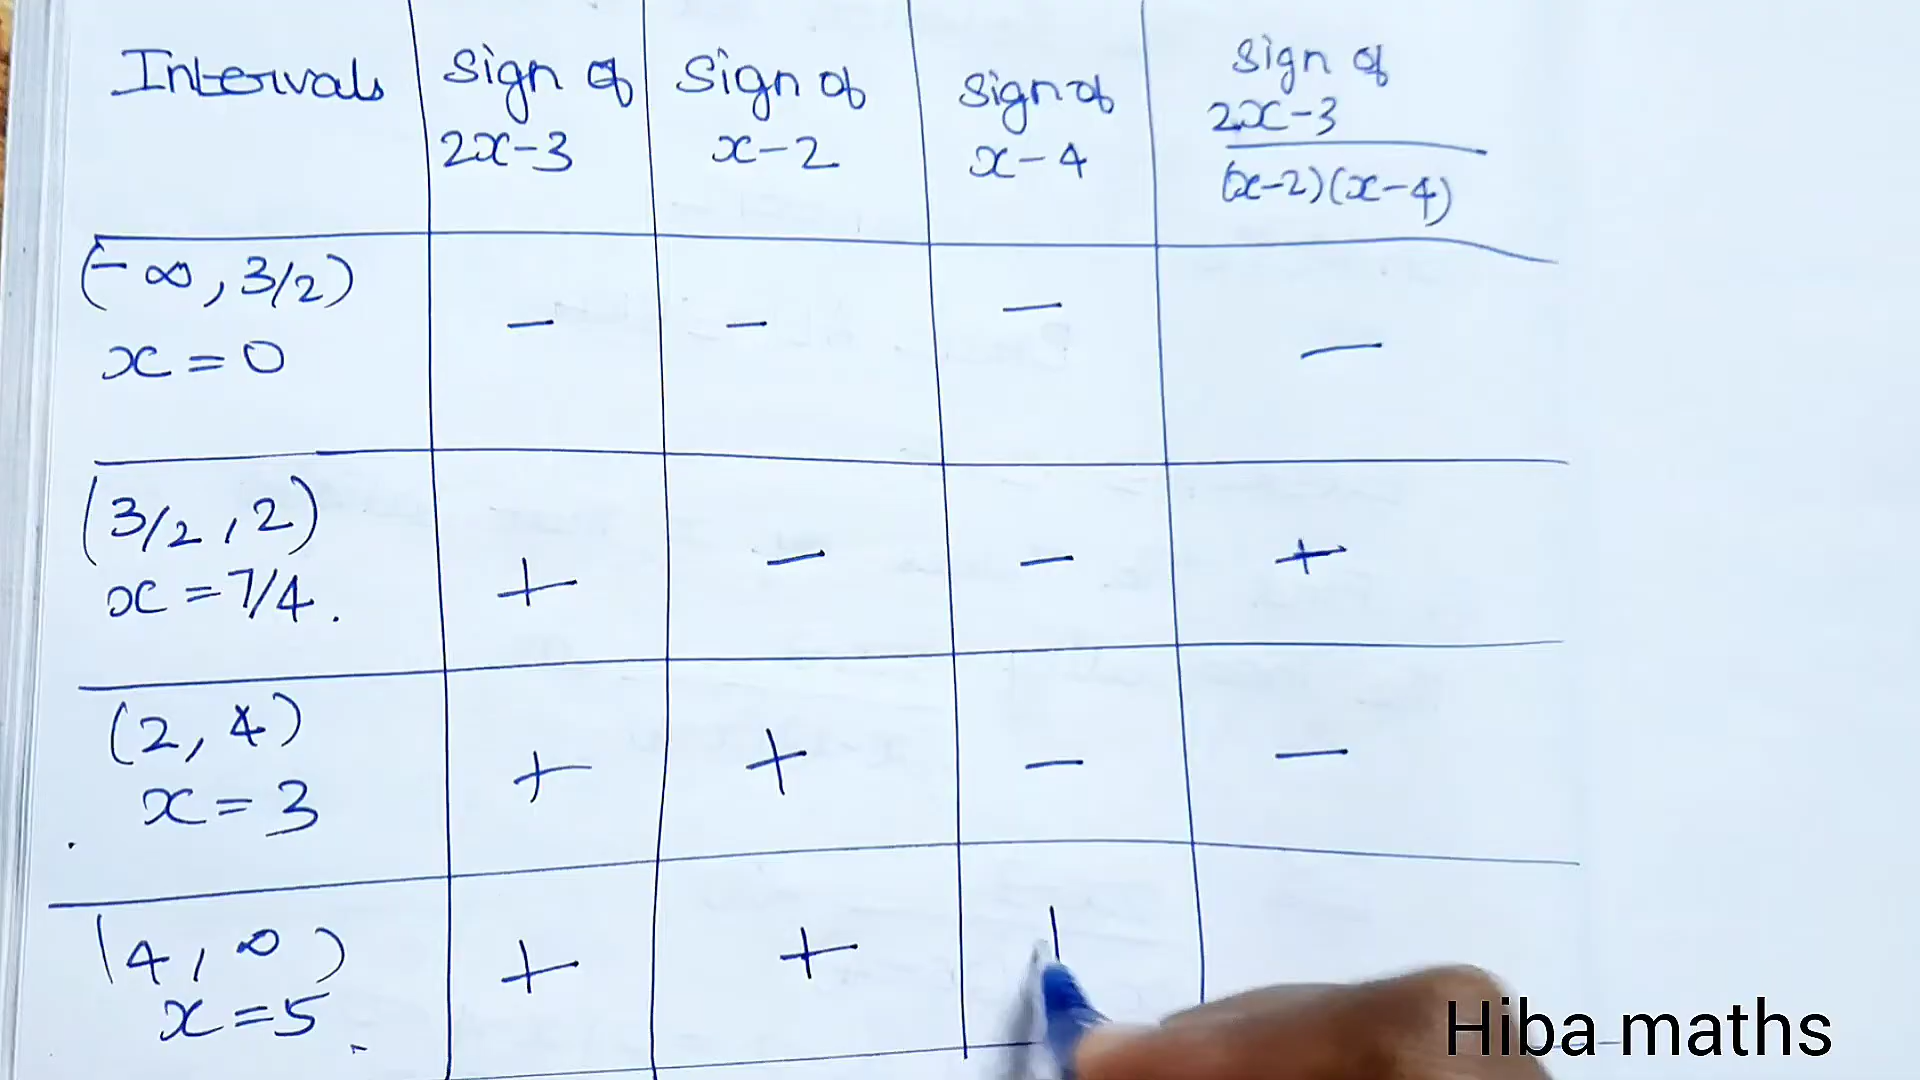 Intervals
Sign of
2x-3
Sign of
x-2
Sign of
x-4
Sign of
2x-3
(x-2)(x-4)
(-∞, 3/2)
x = 0
-
-
-
-
(3/2, 2)
x = 7/4.
+
-
-
+
(2, 4)
x = 3
+
+
-
-
(4, ∞)
x = 5
+
+
Hiba maths